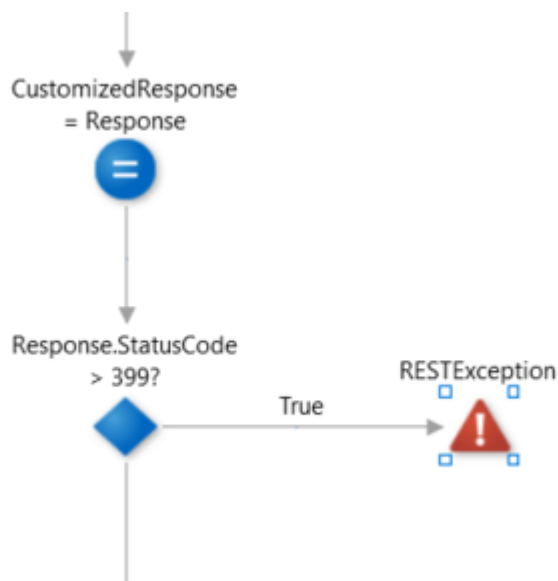 CustomizedResponse
= Response
Response.StatusCode
> 399?
True
RESTException